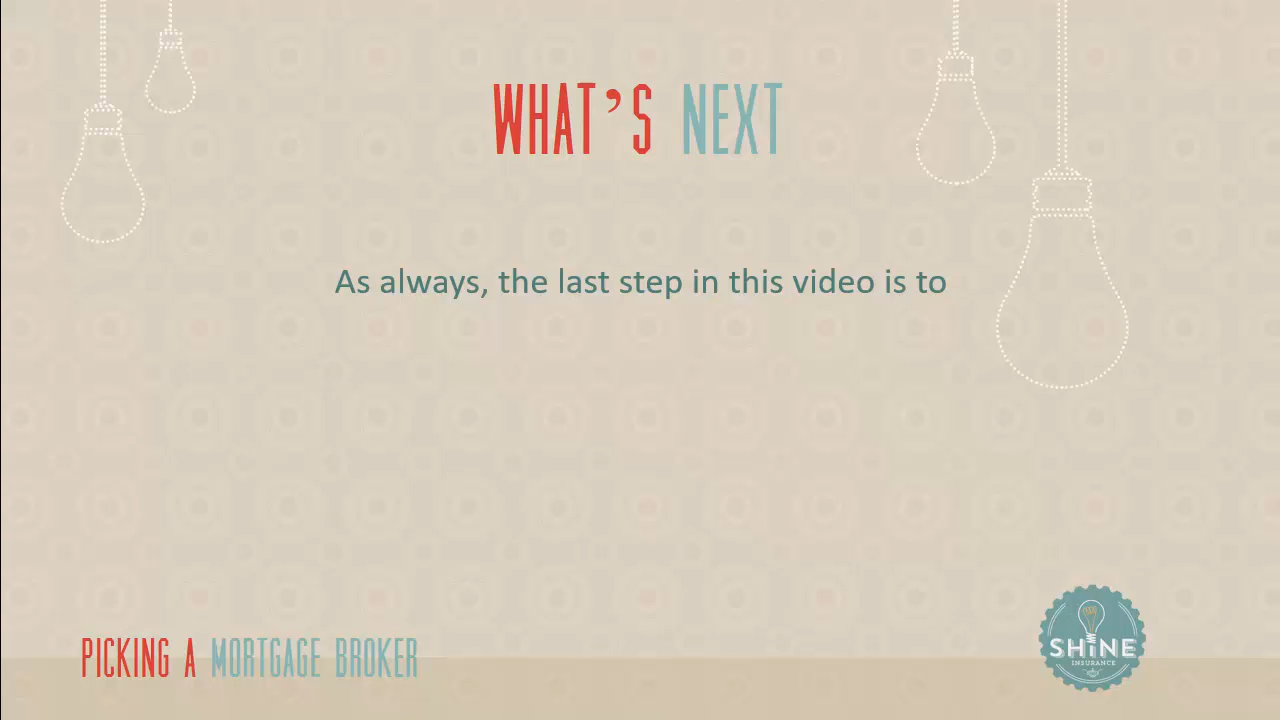 WHAT'S NEXT
As always, the last step in this video is to
PICKING A MORTGAGE BROKER
SHINE
INSURANCE